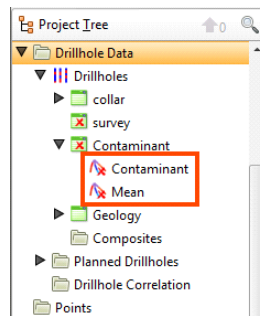 Project Tree 0
Drillhole Data
Drillholes
collar
survey
Contaminant
Contaminant
Mean
Geology
Composites
Planned Drillholes
Drillhole Correlation
Points